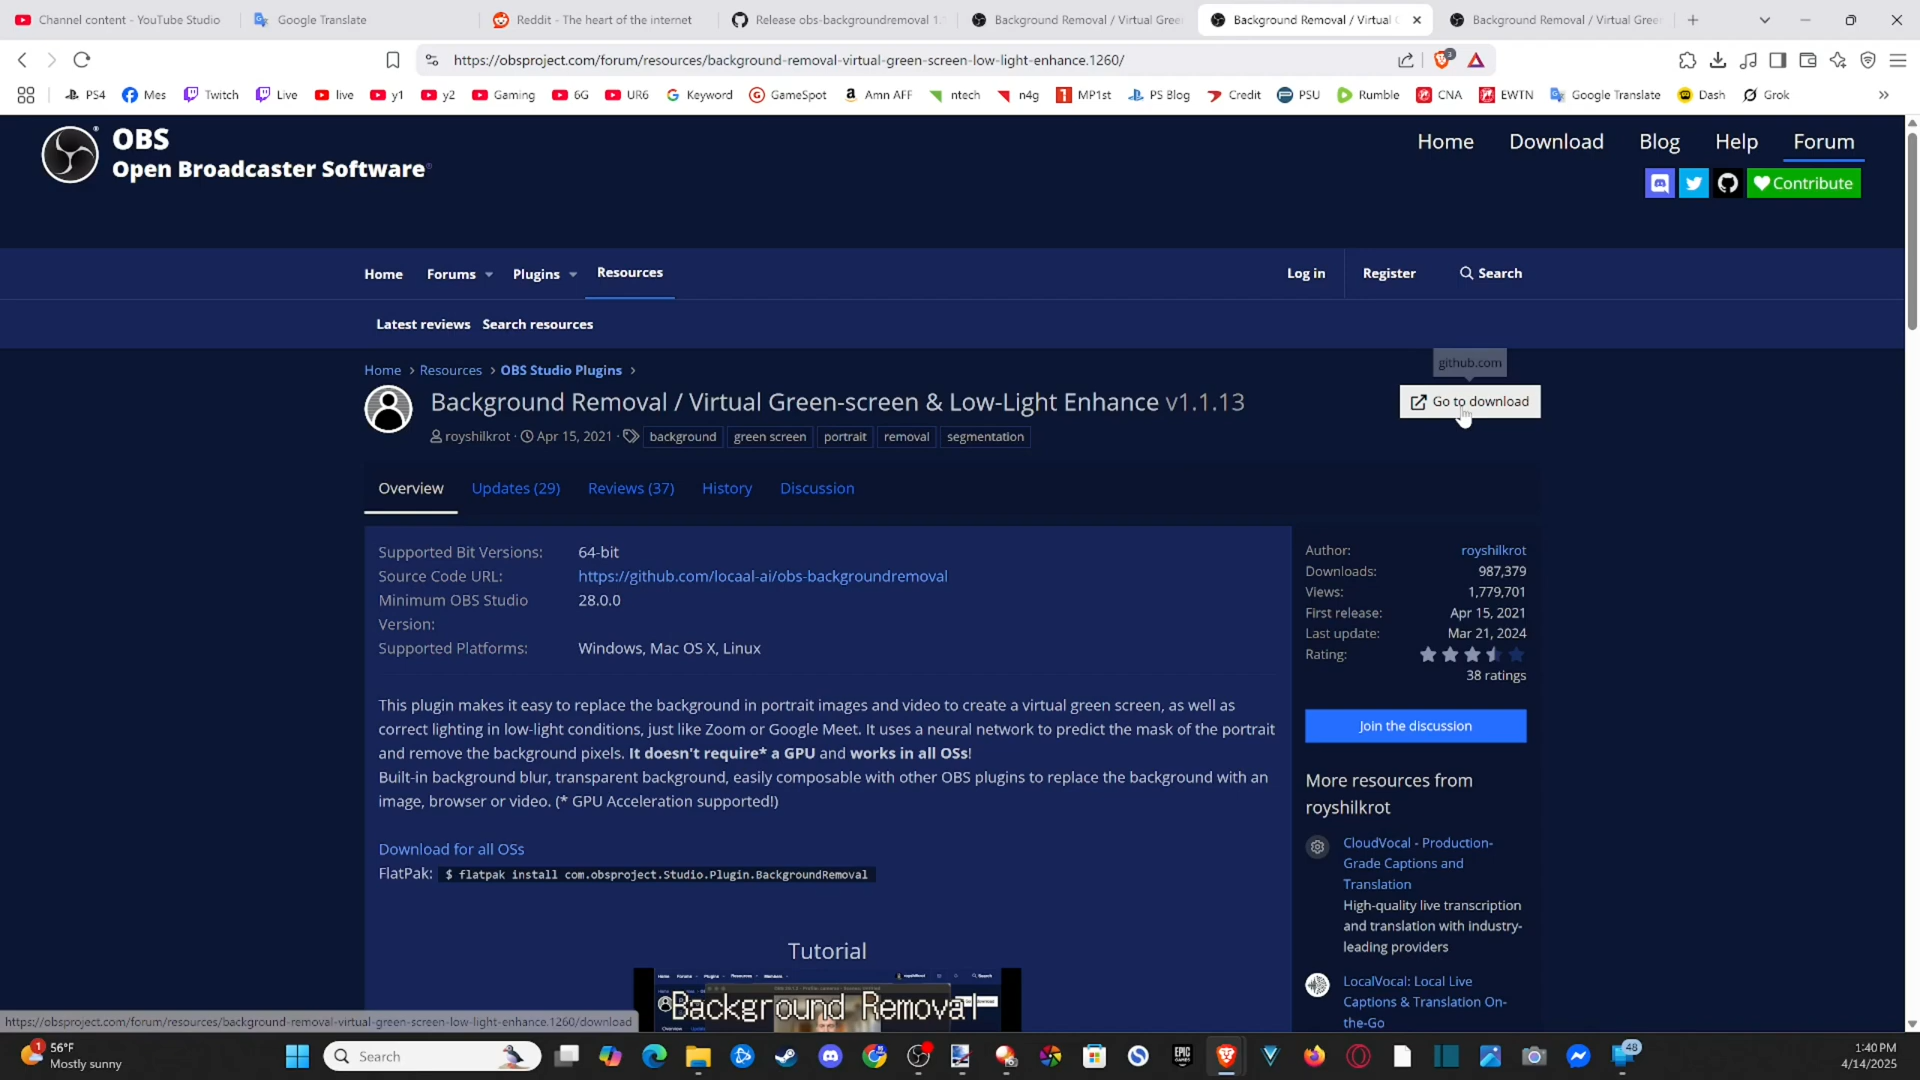 Channel content - YouTube Studio
Google Translate
Reddit - The heart of the internet
Release obs-backgroundremoval 1.
Background Removal / Virtual Gree
Background Removal / Virtual G
Background Removal / Virtual Gree
https://obsproject.com/forum/resources/background-removal-virtual-green-screen-low-light-enhance.1260/
PS4 Mes Twitch Live live y1 y2 Gaming 6G UR6 Keyword GameSpot Amn AFF ntech n4g MP1st PS Blog Credit PSU Rumble CNA EWTN Google Translate Dash Grok
OBS
Open Broadcaster Software
Home Download Blog Help Forum
Contribute
Home Forums Plugins Resources Log in Register Search
Latest reviews Search resources
github.com
Home › Resources › OBS Studio Plugins ›
Background Removal / Virtual Green-screen & Low-Light Enhance v1.1.13
Go to download
royshilkrot · Apr 15, 2021 · background green screen portrait removal segmentation
Overview Updates (29) Reviews (37) History Discussion
Supported Bit Versions: 64-bit
Source Code URL: https://github.com/locaal-ai/obs-backgroundremoval
Minimum OBS Studio Version: 28.0.0
Supported Platforms: Windows, Mac OS X, Linux
This plugin makes it easy to replace the background in portrait images and video to create a virtual green screen, as well as
correct lighting in low-light conditions, just like Zoom or Google Meet. It uses a neural network to predict the mask of the portrait
and remove the background pixels. It doesn't require* a GPU and works in all OSs!
Built-in background blur, transparent background, easily composable with other OBS plugins to replace the background with an
image, browser or video. (* GPU Acceleration supported!)
Download for all OSs
FlatPak: $ flatpak install com.obsproject.Studio.Plugin.BackgroundRemoval
Tutorial
Background Removal
Author: royshilkrot
Downloads: 987,379
Views: 1,779,701
First release: Apr 15, 2021
Last update: Mar 21, 2024
Rating:
38 ratings
Join the discussion
More resources from
royshilkrot
CloudVocal - Production-
Grade Captions and
Translation
High-quality live transcription
and translation with industry-
leading providers
LocalVocal: Local Live
Captions & Translation On-
the-Go
https://obsproject.com/forum/resources/background-removal-virtual-green-screen-low-light-enhance.1260/download
56°F
Mostly sunny
Search
48
1:40 PM
4/14/2025